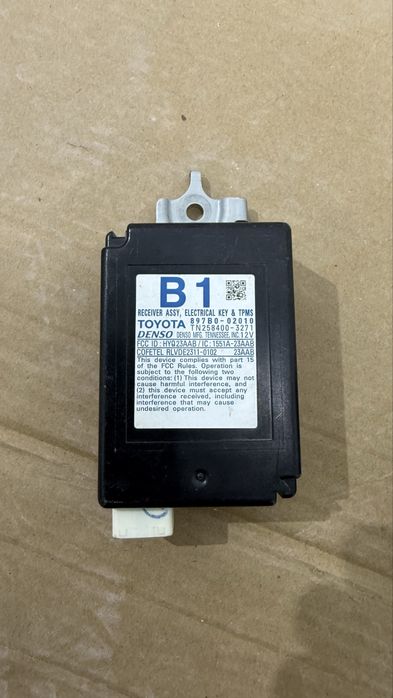 B1
RECEIVER ASSY, ELECTRICAL KEY & TPMS
TOYOTA 897B0-02010
TN258400-3271
DENSO DENSO MFG. TENNESSEE, INC. 12V
FCC ID: HYQ23AAB / IC: 1551A-23AAB
COFETEL RLVDE2311-0102 23AAB
This device complies with part 15
of the FCC Rules. Operation is
subject to the following two
conditions: (1) This device may not
cause harmful interference, and
(2) this device must accept any
interference received, including
interference that may cause
undesired operation.